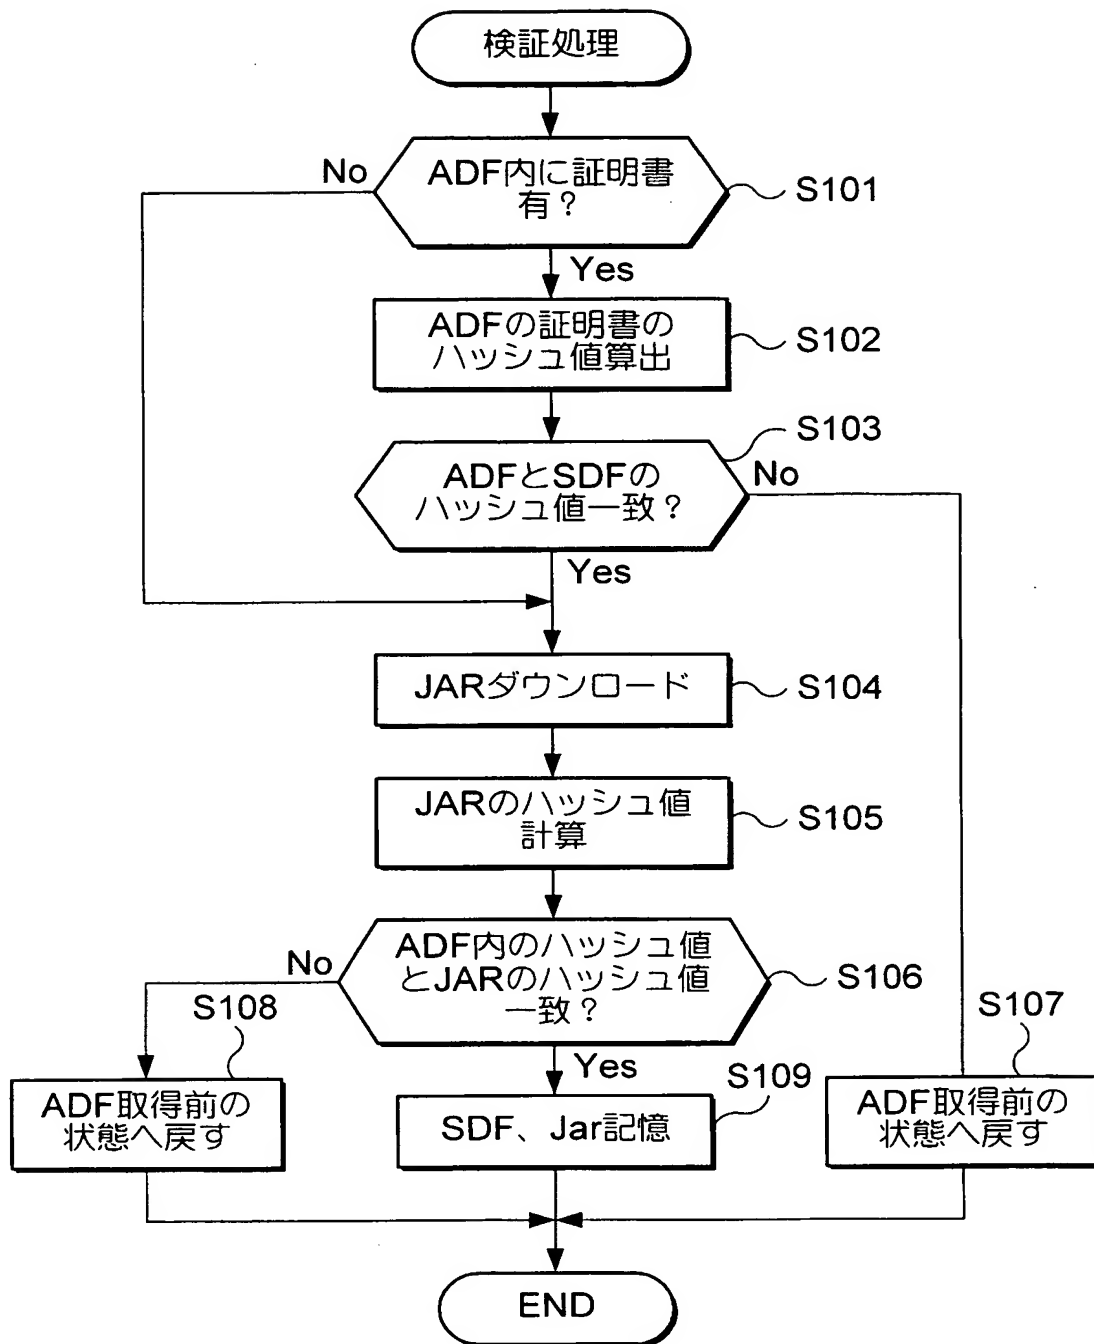 検証処理
No
ADF内に証明書
有？
S101
Yes
ADFの証明書の
ハッシュ値算出
S102
S103
ADFとSDFの
ハッシュ値一致？
No
Yes
JARダウンロード
S104
JARのハッシュ値
計算
S105
ADF内のハッシュ値
とJARのハッシュ値
一致？
No
S106
S108
Yes
S107
S109
ADF取得前の
状態へ戻す
SDF、Jar記憶
ADF取得前の
状態へ戻す
END